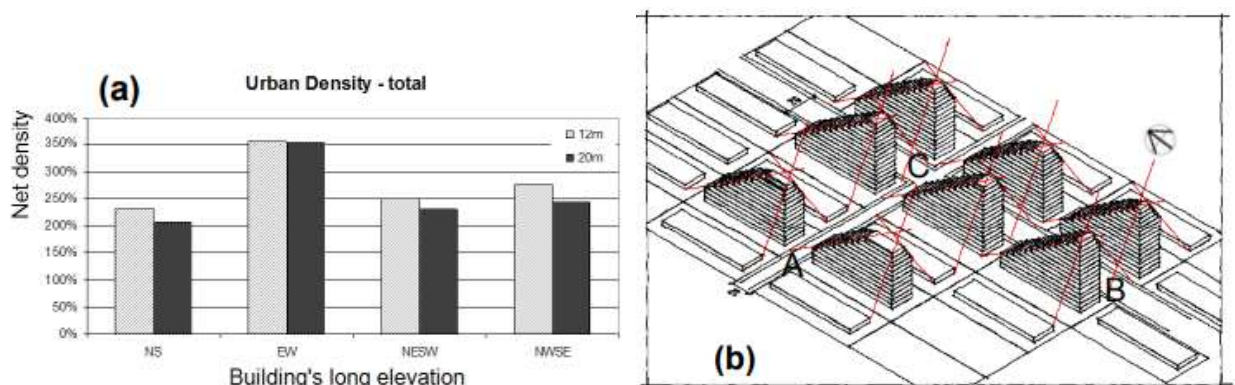 (a)
Urban Density - total
400%
350%
300%
250%
200%
150%
100%
50%
0%
Net density
12m
20m
NS
EW
NESW
NWSE
Building's long elevation
C
A
B
(b)